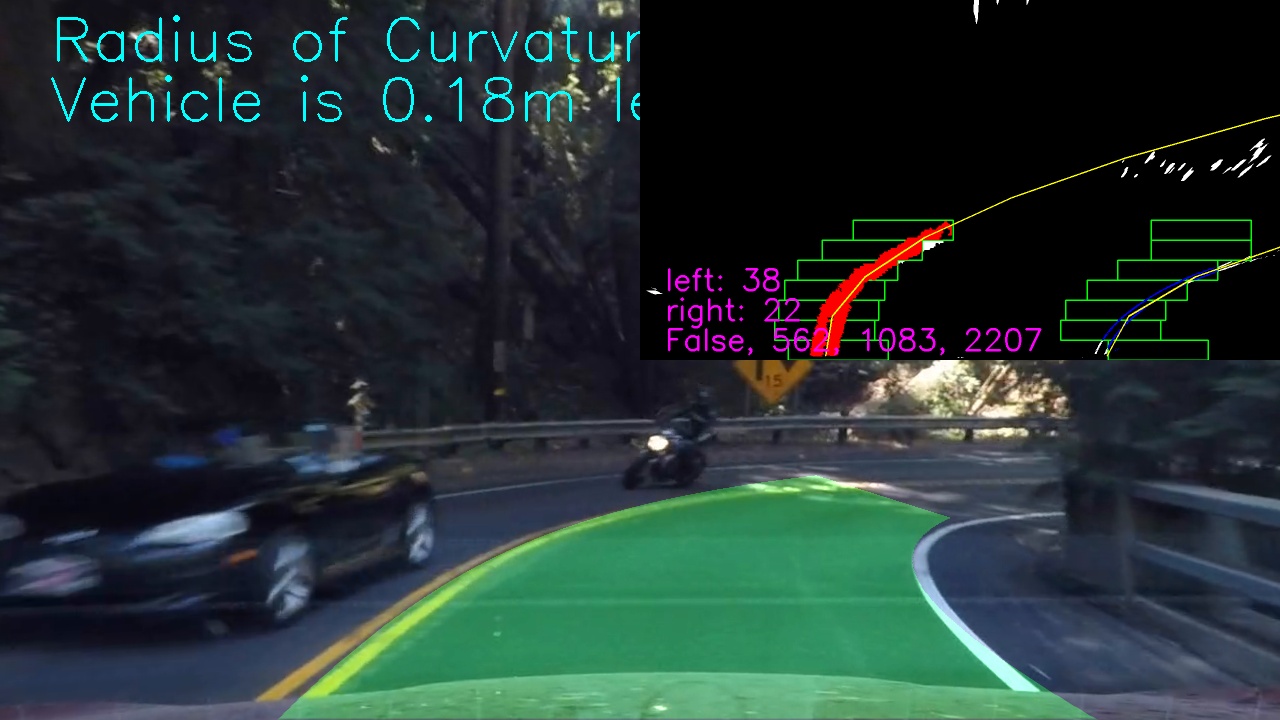 Radius of Curvatur
Vehicle is 0.18m le
left: 38
right: 22
False, 562, 1083, 2207
15